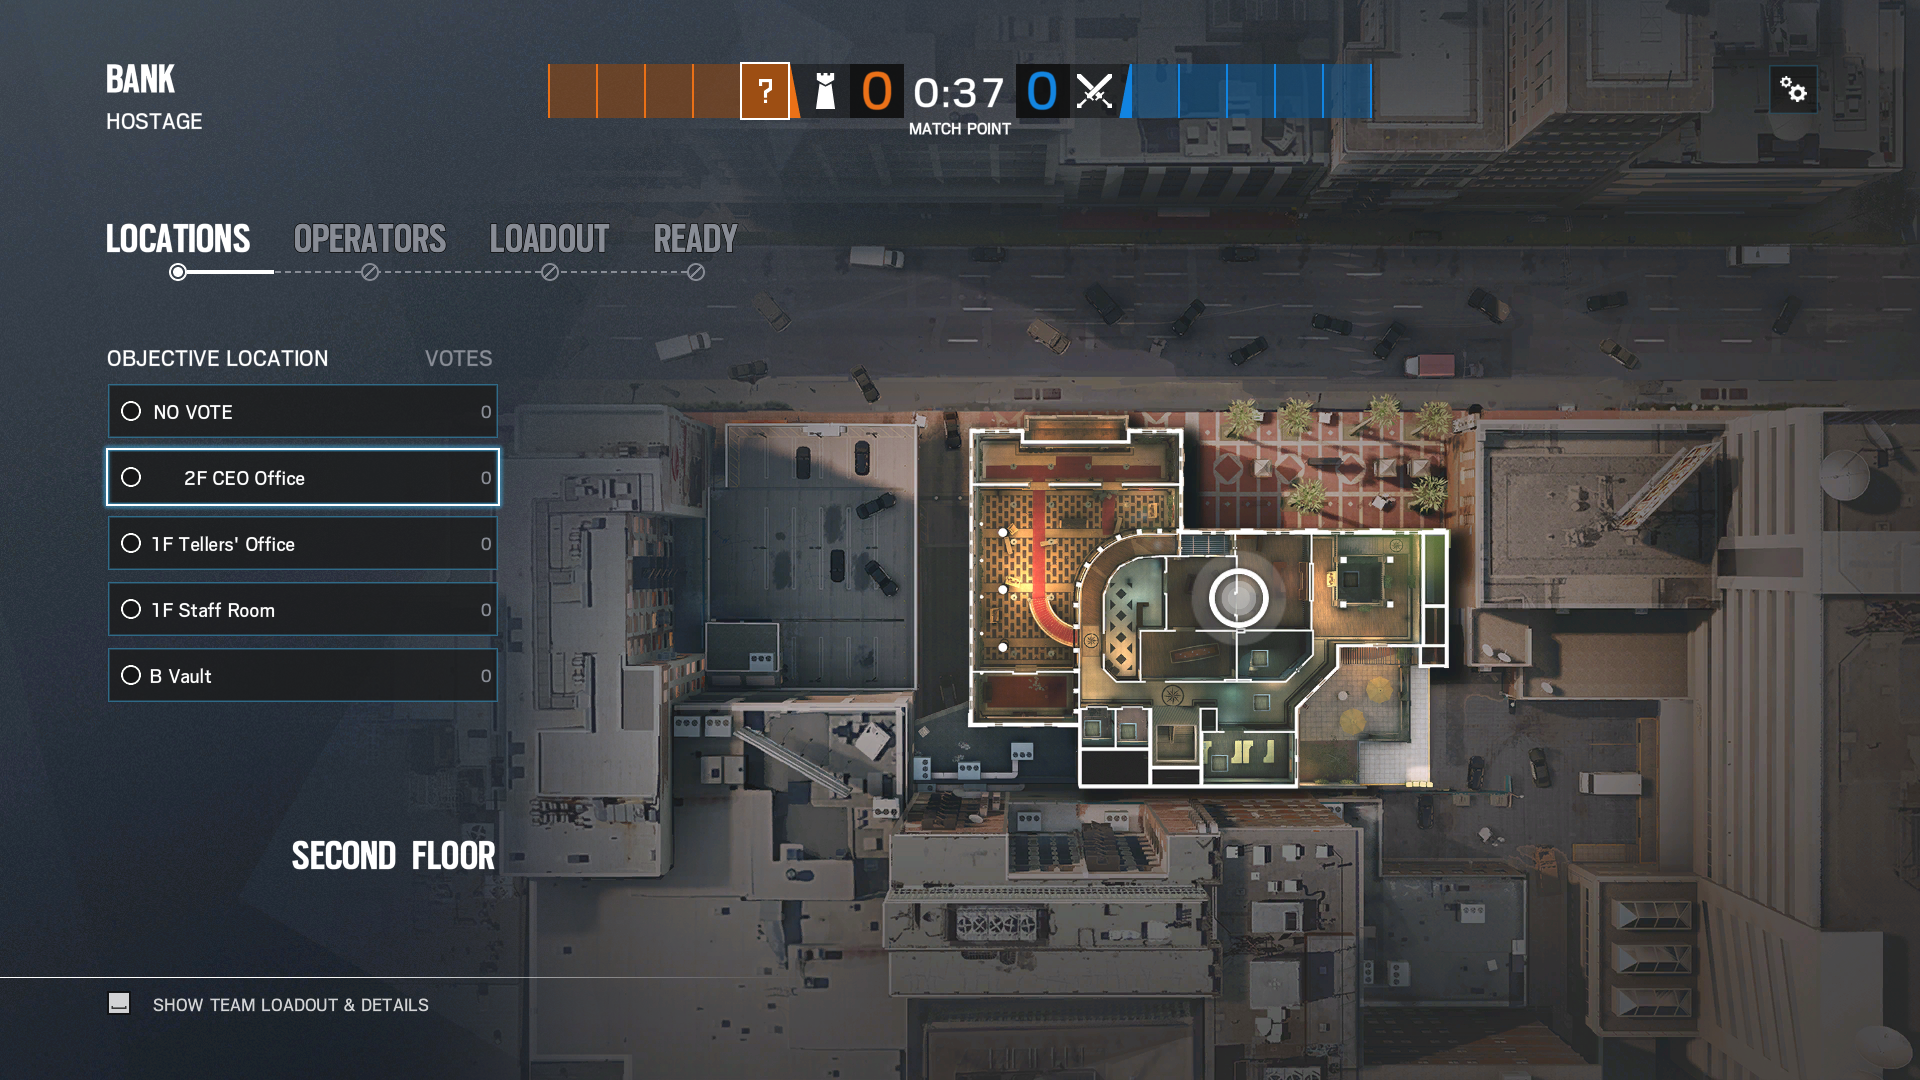 BANK
HOSTAGE
? 0 0:37 0
MATCH POINT
LOCATIONS OPERATORS LOADOUT READY
OBJECTIVE LOCATION VOTES
NO VOTE 0
2F CEO Office 0
1F Tellers' Office 0
1F Staff Room 0
B Vault 0
SECOND FLOOR
SHOW TEAM LOADOUT & DETAILS